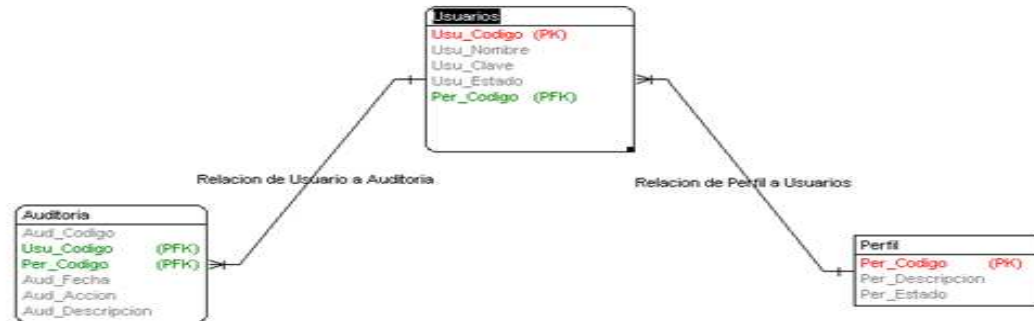 Usuarios
Usu_Codigo (PK)
Usu_Nombre
Usu_Clave
Usu_Estado
Per_Codigo (PFK)
Relacion de Usuario a Auditoria
Relacion de Perfil a Usuarios
Auditoria
Aud_Codigo
Usu_Codigo (PFK)
Per_Codigo (PFK)
Aud_Fecha
Aud_Accion
Aud_Descripcion
Perfil
Per_Codigo (PK)
Per_Descripcion
Per_Estado